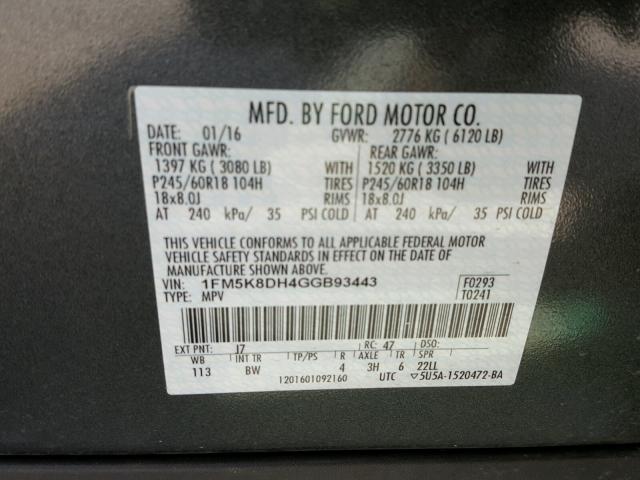 MFD. BY FORD MOTOR CO.
DATE: 01/16 GVWR: 2776 KG ( 6120 LB)
FRONT GAWR: REAR GAWR:
1397 KG ( 3080 LB) WITH 1520 KG ( 3350 LB) WITH
P245/60R18 104H TIRES P245/60R18 104H TIRES
18x8.0J RIMS 18x8.0J RIMS
AT 240 kPa/ 35 PSI COLD AT 240 kPa/ 35 PSI COLD
THIS VEHICLE CONFORMS TO ALL APPLICABLE FEDERAL MOTOR
VEHICLE SAFETY STANDARDS IN EFFECT ON THE DATE OF
MANUFACTURE SHOWN ABOVE.
VIN: 1FM5K8DH4GGB93443 F0293
TYPE: MPV T0241
EXT PNT: J7 RC: 47 DSO:
WB INT TR TP/PS R AXLE TR SPR
113 BW 4 3H 6 22LL
1201601092160 UTC ▽5U5A-1520472-BA